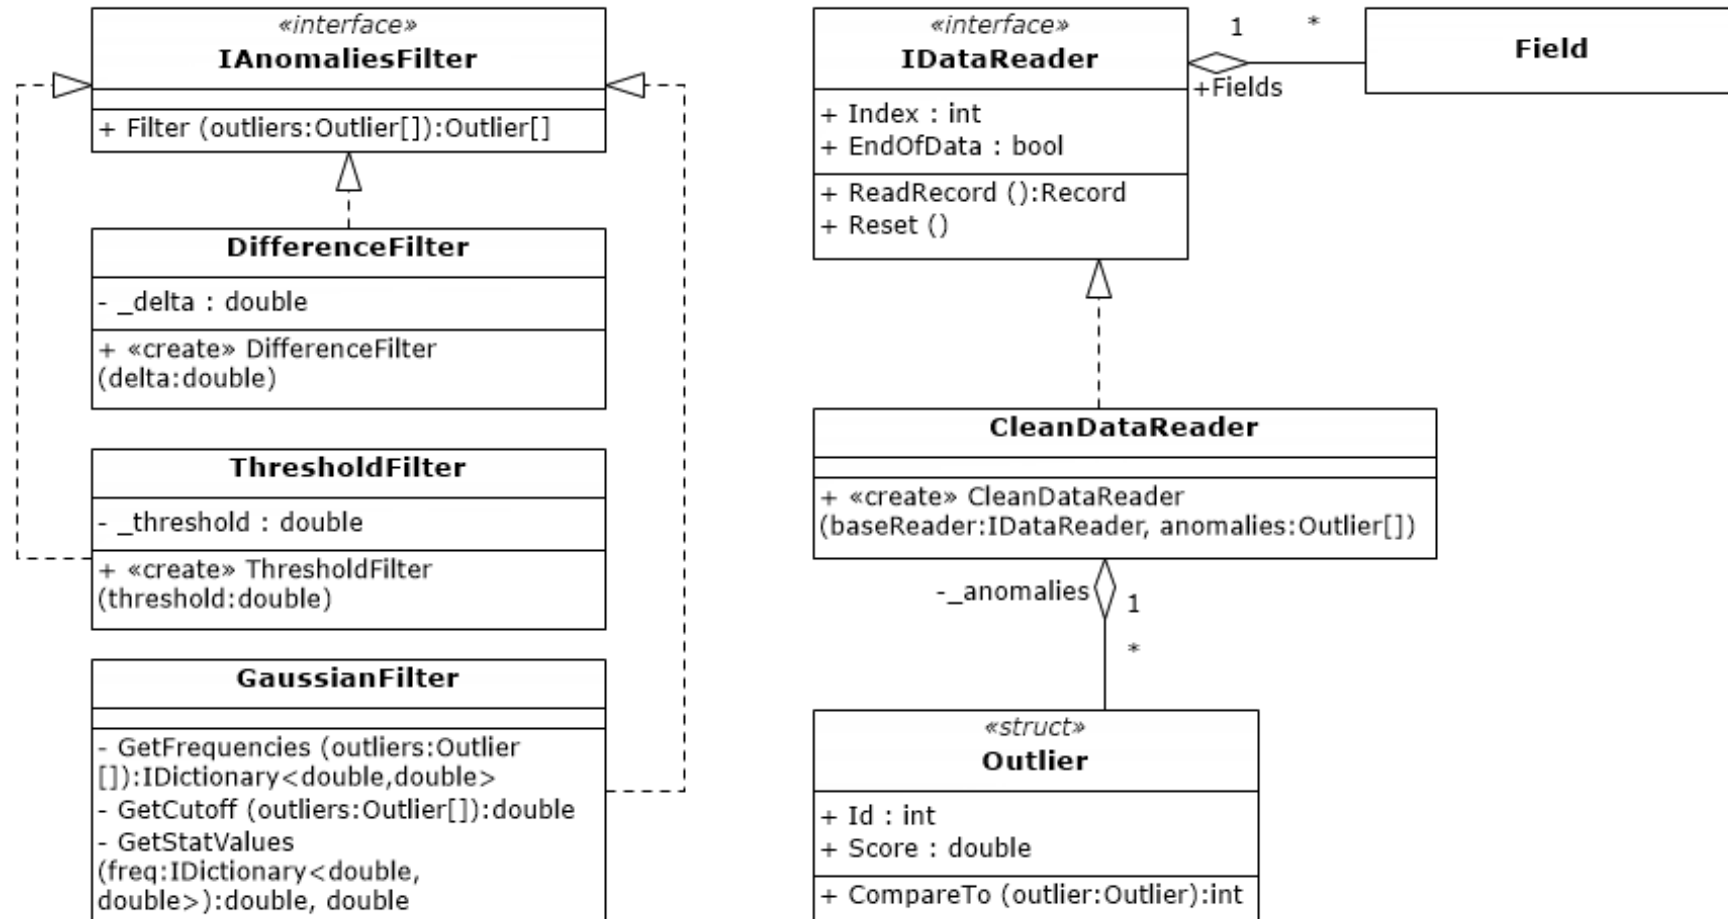 «interface»
IAnomaliesFilter
+ Filter (outliers:Outlier[]):Outlier[]
DifferenceFilter
- _delta : double
+ «create» DifferenceFilter
(delta:double)
ThresholdFilter
- _threshold : double
+ «create» ThresholdFilter
(threshold:double)
GaussianFilter
- GetFrequencies (outliers:Outlier
[]):IDictionary<double,double>
- GetCutoff (outliers:Outlier[]):double
- GetStatValues
(freq:IDictionary<double,
double>):double, double
«interface»
IDataReader
+ Index : int
+ EndOfData : bool
+ ReadRecord ():Record
+ Reset ()
1
*
+Fields
Field
CleanDataReader
+ «create» CleanDataReader
(baseReader:IDataReader, anomalies:Outlier[])
-_anomalies
1
*
«struct»
Outlier
+ Id : int
+ Score : double
+ CompareTo (outlier:Outlier):int